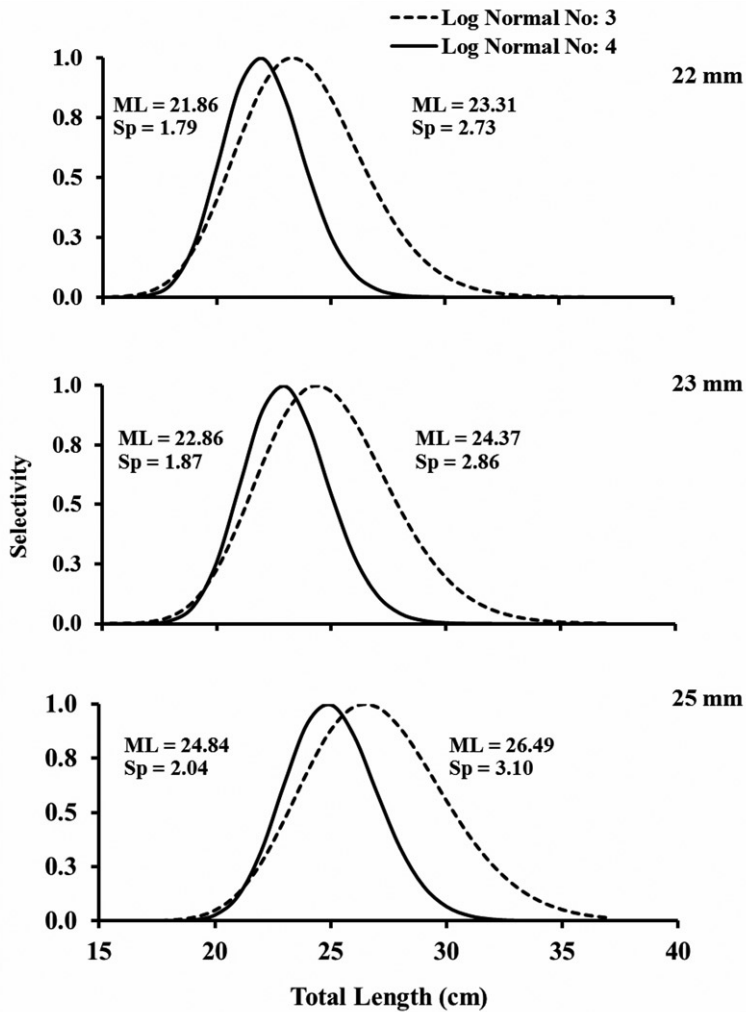 Log Normal No: 3
Log Normal No: 4
22 mm
1.0
0.8
0.5
0.3
0.0
ML = 21.86
Sp = 1.79
ML = 23.31
Sp = 2.73
23 mm
1.0
0.8
0.5
0.3
0.0
ML = 22.86
Sp = 1.87
ML = 24.37
Sp = 2.86
Selectivity
25 mm
1.0
0.8
0.5
0.3
0.0
ML = 24.84
Sp = 2.04
ML = 26.49
Sp = 3.10
15 20 25 30 35 40
Total Length (cm)